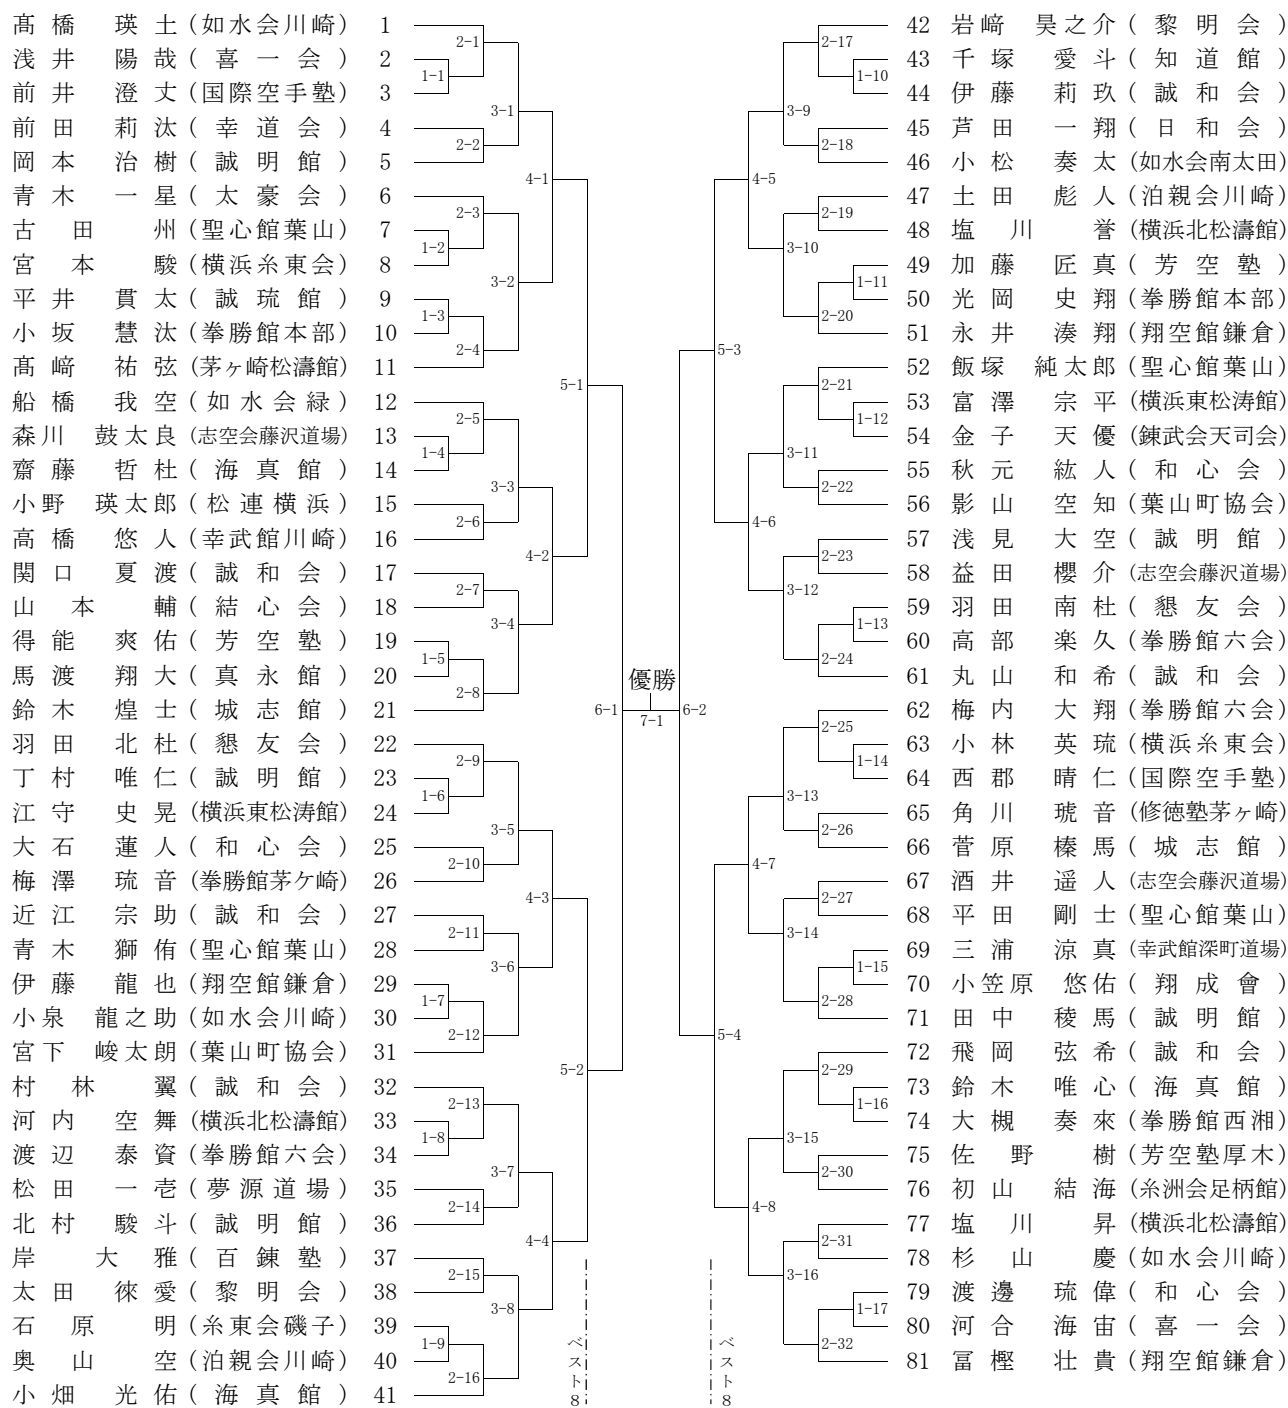 髙橋 瑛土 (如水会川崎) 1
浅井 陽哉 (喜一会) 2
前井 澄丈 (国際空手塾) 3
前田 莉汰 (幸道会) 4
岡本 治樹 (誠明館) 5
青木 一星 (太豪会) 6
古田 州 (聖心館葉山) 7
宮本 駿 (横浜糸東会) 8
平井 貫太 (誠琉館) 9
小坂 慧汰 (拳勝館本部) 10
髙﨑 祐弦 (茅ヶ崎松濤館) 11
船橋 我空 (如水会緑) 12
森川 鼓太良 (志空会藤沢道場) 13
齋藤 哲杜 (海真館) 14
小野 瑛太郎 (松連横浜) 15
高橋 悠人 (幸武館川崎) 16
関口 夏渡 (誠和会) 17
山本 輔 (結心会) 18
得能 爽佑 (芳空塾) 19
馬渡 翔大 (真永館) 20
鈴木 煌士 (城志館) 21
羽田 北杜 (懇友会) 22
丁村 唯仁 (誠明館) 23
江守 史晃 (横浜東松涛館) 24
大石 蓮人 (和心会) 25
梅澤 琉音 (拳勝館茅ケ崎) 26
近江 宗助 (誠和会) 27
青木 獅侑 (聖心館葉山) 28
伊藤 龍也 (翔空館鎌倉) 29
小泉 龍之助 (如水会川崎) 30
宮下 峻太朗 (葉山町協会) 31
村林 翼 (誠和会) 32
河内 空舞 (横浜北松濤館) 33
渡辺 泰資 (拳勝館六会) 34
松田 一壱 (夢源道場) 35
北村 駿斗 (誠明館) 36
岸 大雅 (百錬塾) 37
太田 徠愛 (黎明会) 38
石原 明 (糸東会磯子) 39
奥山 空 (泊親会川崎) 40
小畑 光佑 (海真館) 41
1-1
1-2
1-3
1-4
1-5
1-6
1-7
1-8
1-9
2-1
2-2
2-3
2-4
2-5
2-6
2-7
2-8
2-9
2-10
2-11
2-12
2-13
2-14
2-15
2-16
3-1
3-2
3-3
3-4
3-5
3-6
3-7
3-8
4-1
4-2
4-3
4-4
5-1
5-2
ベスト8
6-1
優勝
7-1
6-2
5-3
5-4
ベスト8
4-5
4-6
4-7
4-8
3-9
3-10
3-11
3-12
3-13
3-14
3-15
3-16
2-17
2-18
2-19
2-20
2-21
2-22
2-23
2-24
2-25
2-26
2-27
2-28
2-29
2-30
2-31
2-32
1-10
1-11
1-12
1-13
1-14
1-15
1-16
1-17
42 岩﨑 昊之介 (黎明会)
43 千塚 愛斗 (知道館)
44 伊藤 莉玖 (誠和会)
45 芦田 一翔 (日和会)
46 小松 奏太 (如水会南太田)
47 土田 彪人 (泊親会川崎)
48 塩川 誉 (横浜北松濤館)
49 加藤 匠真 (芳空塾)
50 光岡 史翔 (拳勝館本部)
51 永井 湊翔 (翔空館鎌倉)
52 飯塚 純太郎 (聖心館葉山)
53 富澤 宗平 (横浜東松涛館)
54 金子 天優 (錬武会天司会)
55 秋元 紘人 (和心会)
56 影山 空知 (葉山町協会)
57 浅見 大空 (誠明館)
58 益田 櫻介 (志空会藤沢道場)
59 羽田 南杜 (懇友会)
60 高部 楽久 (拳勝館六会)
61 丸山 和希 (誠和会)
62 梅内 大翔 (拳勝館六会)
63 小林 英琉 (横浜糸東会)
64 西郡 晴仁 (国際空手塾)
65 角川 琥音 (修徳塾茅ヶ崎)
66 菅原 榛馬 (城志館)
67 酒井 遥人 (志空会藤沢道場)
68 平田 剛士 (聖心館葉山)
69 三浦 涼真 (幸武館深町道場)
70 小笠原 悠佑 (翔成會)
71 田中 稜馬 (誠明館)
72 飛岡 弦希 (誠和会)
73 鈴木 唯心 (海真館)
74 大槻 奏來 (拳勝館西湘)
75 佐野 樹 (芳空塾厚木)
76 初山 結海 (糸洲会足柄館)
77 塩川 昇 (横浜北松濤館)
78 杉山 慶 (如水会川崎)
79 渡邉 琉偉 (和心会)
80 河合 海宙 (喜一会)
81 冨樫 壮貴 (翔空館鎌倉)